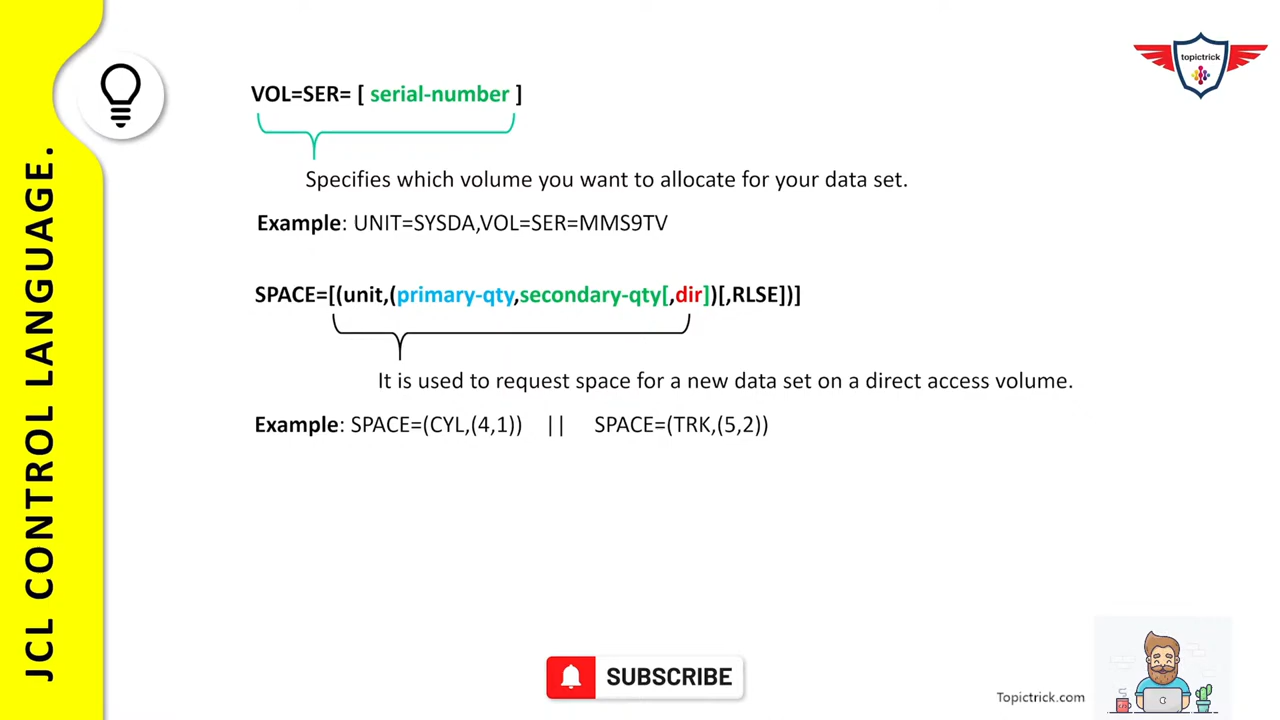 JCL CONTROL LANGUAGE.
topictrick
VOL=SER= [ serial-number ]
Specifies which volume you want to allocate for your data set.
Example: UNIT=SYSDA,VOL=SER=MMS9TV
SPACE=[(unit,(primary-qty,secondary-qty[,dir])[,RLSE])]
It is used to request space for a new data set on a direct access volume.
Example: SPACE=(CYL,(4,1)) || SPACE=(TRK,(5,2))
SUBSCRIBE
Topictrick.com